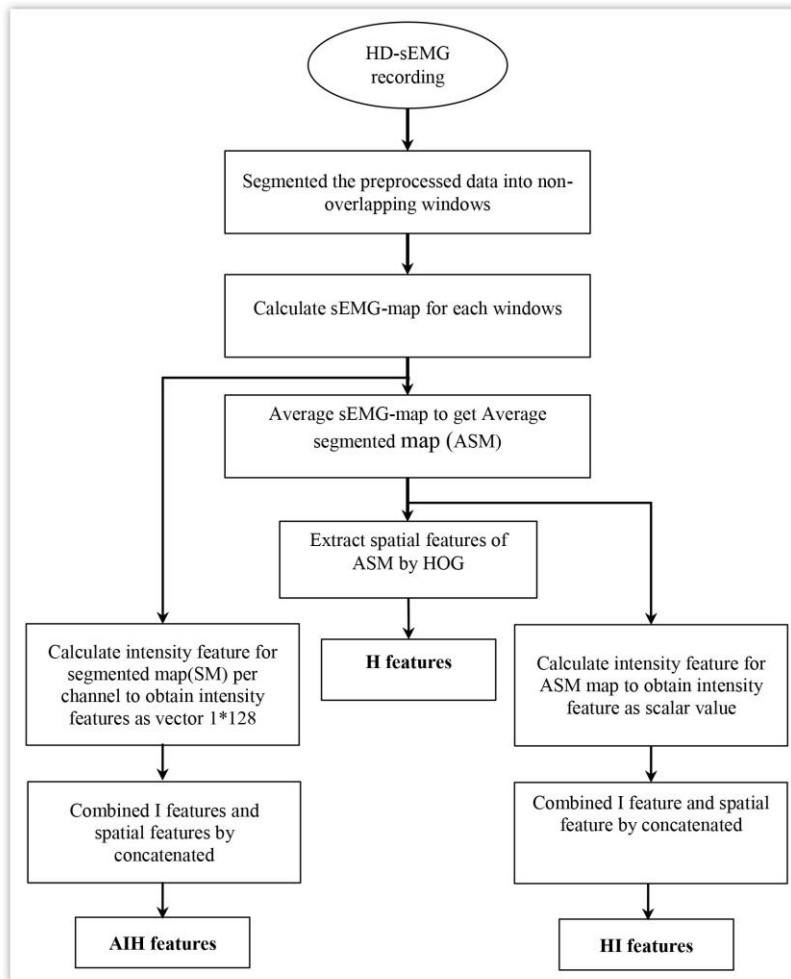 HD-sEMG
recording
Segmented the preprocessed data into non-
overlapping windows
Calculate sEMG-map for each windows
Average sEMG-map to get Average
segmented map (ASM)
Extract spatial features of
ASM by HOG
H features
Calculate intensity feature for
segmented map(SM) per
channel to obtain intensity
features as vector 1*128
Combined I features and
spatial features by
concatenated
AIH features
Calculate intensity feature for
ASM map to obtain intensity
feature as scalar value
Combined I feature and spatial
feature by concatenated
HI features